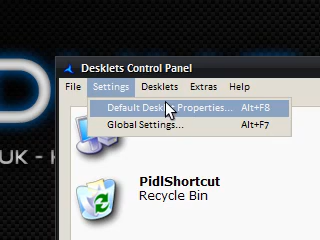 Desklets Control Panel
File Settings Desklets Extras Help
Default Desklet Properties... Alt+F8
Global Settings... Alt+F7
UK -
PidlShortcut
Recycle Bin